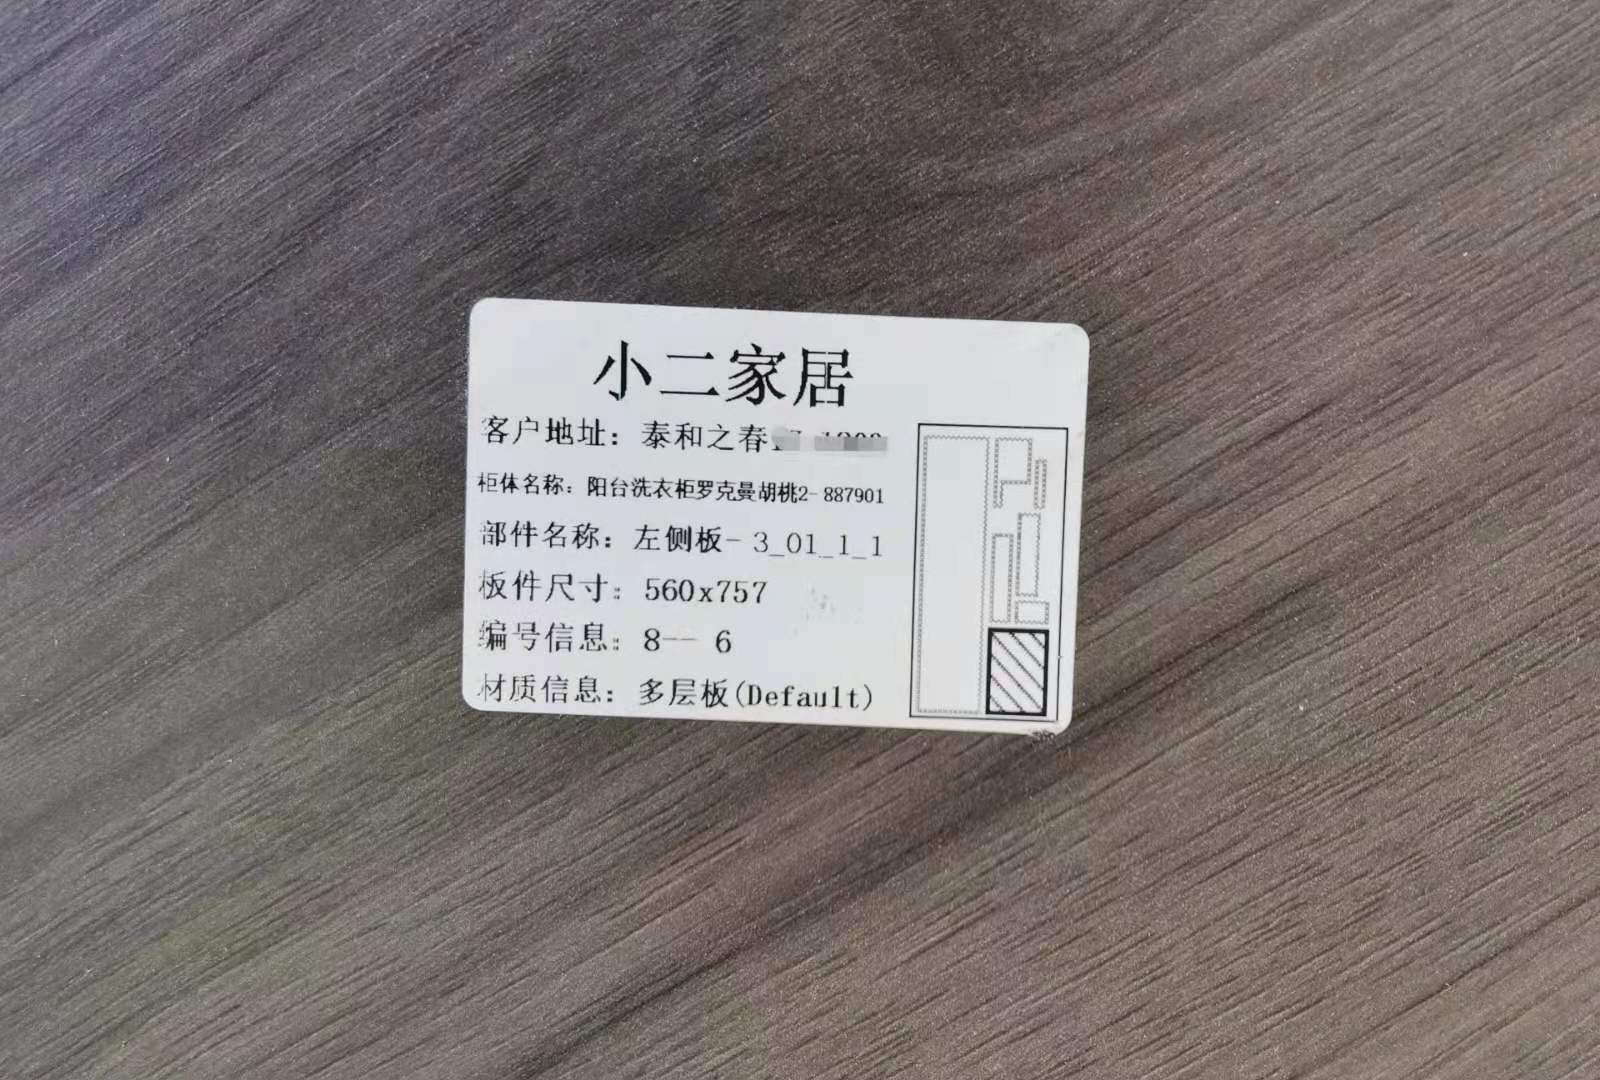 小二家居
客户地址：泰和之春
柜体名称：阳台洗衣柜罗克曼胡桃2-887901
部件名称：左侧板-3_01_1_1
板件尺寸：560x757
编号信息：8-- 6
材质信息：多层板(Default)